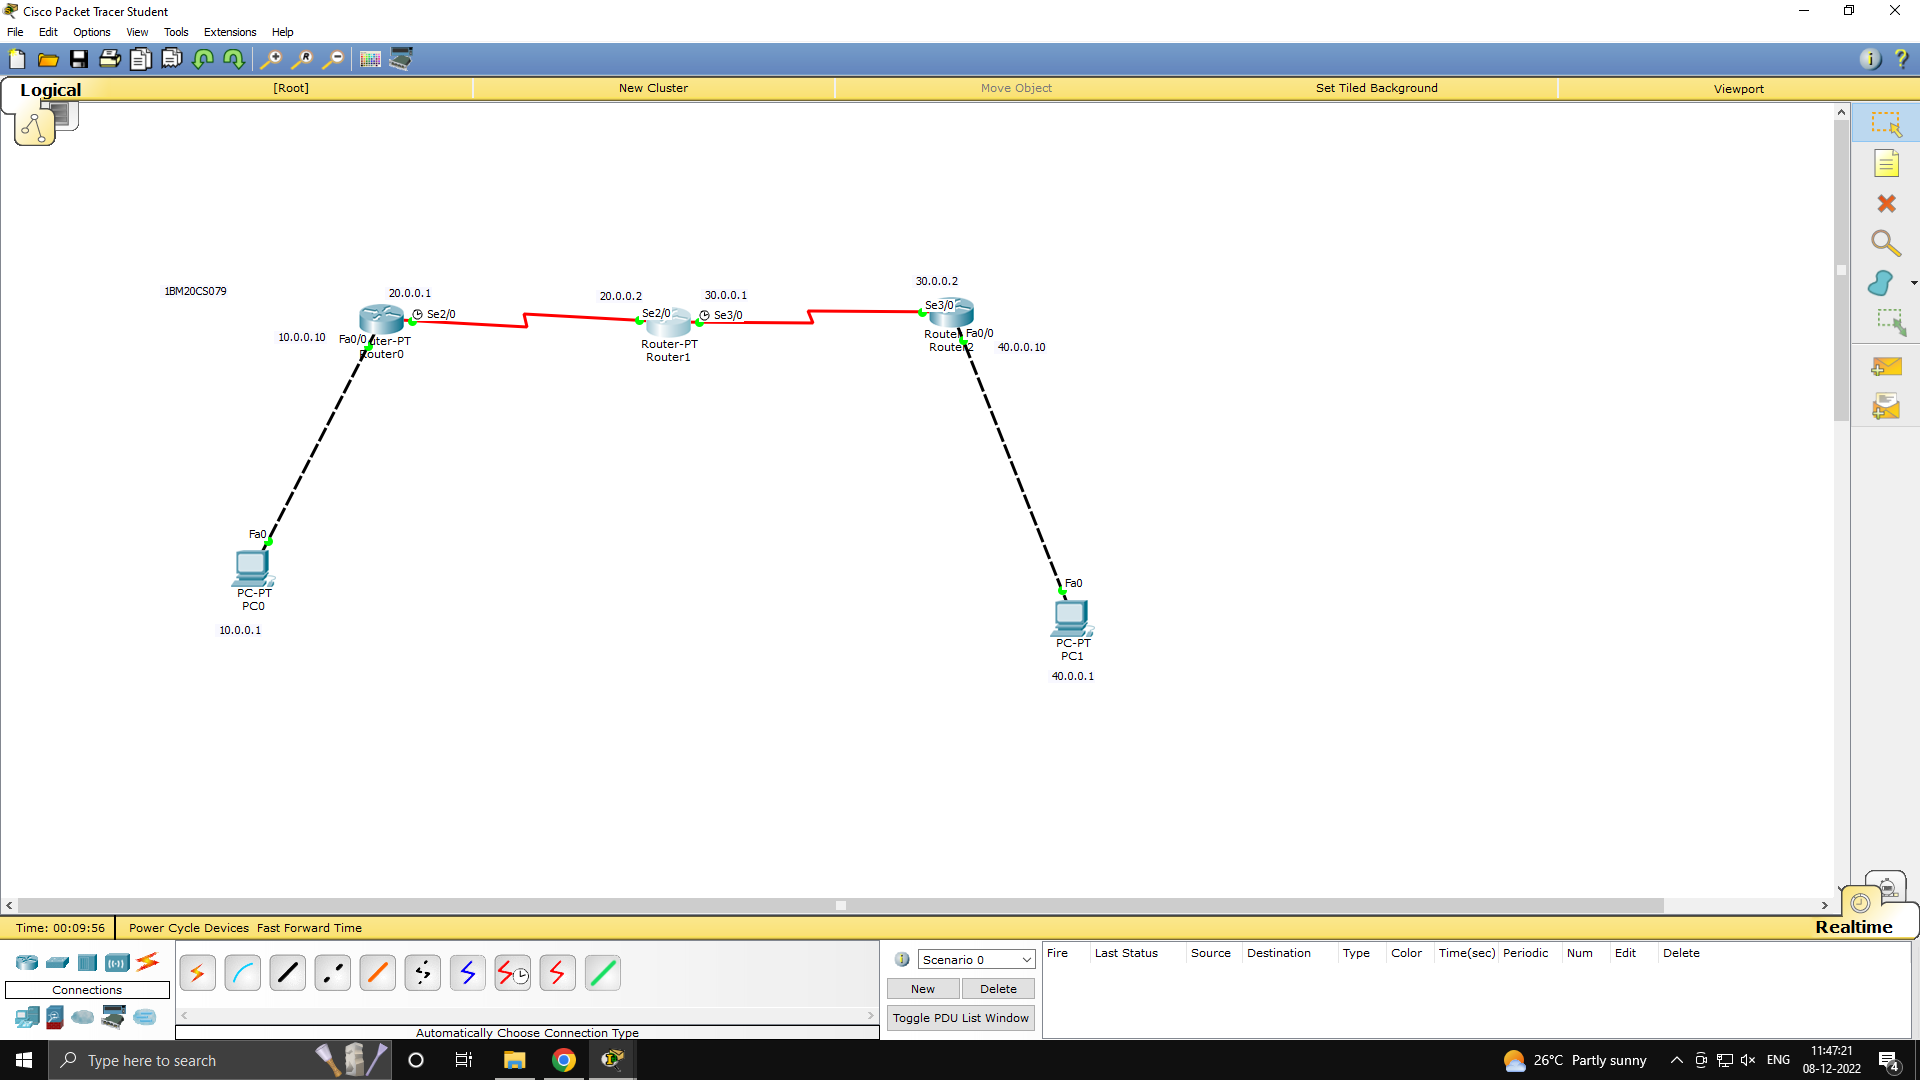 Cisco Packet Tracer Student
File Edit Options View Tools Extensions Help
Logical [Root] New Cluster Move Object Set Tiled Background Viewport
1BM20CS079
20.0.0.1
Se2/0
10.0.0.10
Fa0/0
uter-PT
Router0
20.0.0.2
30.0.0.1
Se2/0
Se3/0
Router-PT
Router1
30.0.0.2
Se3/0
Router
Fa0/0
Router2
40.0.0.10
Fa0
PC-PT
PC0
10.0.0.1
Fa0
PC-PT
PC1
40.0.0.1
Time: 00:09:56 Power Cycle Devices Fast Forward Time
Realtime
Connections
Automatically Choose Connection Type
Scenario 0
New Delete
Toggle PDU List Window
Fire Last Status Source Destination Type Color Time(sec) Periodic Num Edit Delete
Type here to search
26°C Partly sunny
ENG
11:47:21
08-12-2022
4